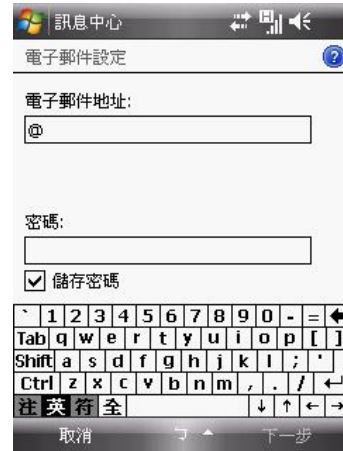 訊息中心
電子郵件設定
電子郵件地址:
@
密碼:
儲存密碼
` 1 2 3 4 5 6 7 8 9 0 - =
Tab q w e r t y u i o p [ ]
Shift a s d f g h j k l ; '
Ctrl z x c v b n m , . /
注 英 符 全
取消 ㄅ 下一步